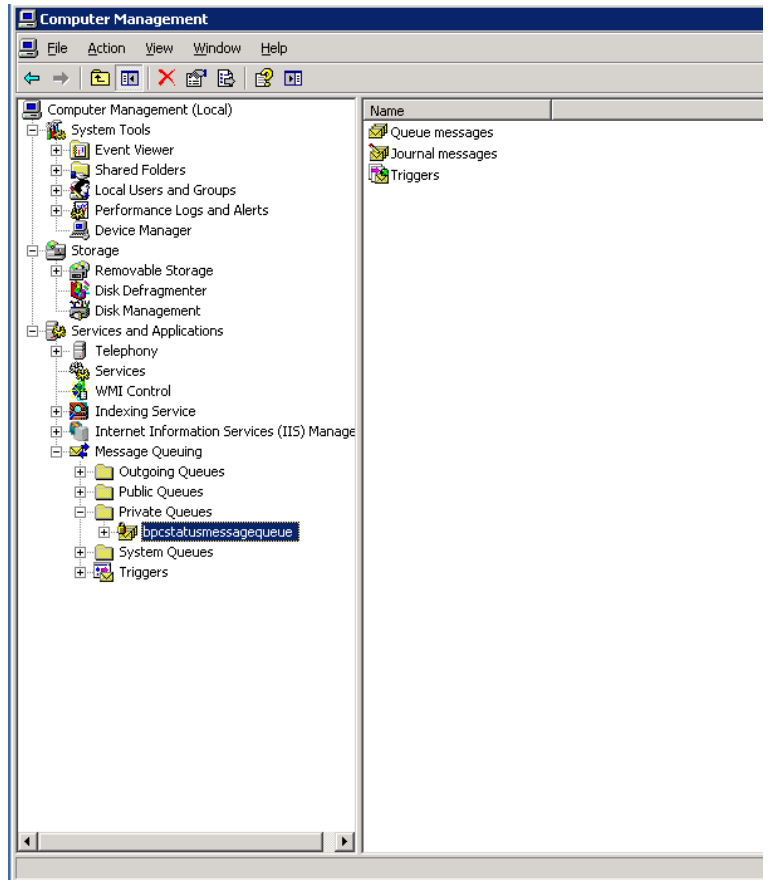 Computer Management
File Action View Window Help
Computer Management (Local)
System Tools
Event Viewer
Shared Folders
Local Users and Groups
Performance Logs and Alerts
Device Manager
Storage
Removable Storage
Disk Defragmenter
Disk Management
Services and Applications
Telephony
Services
WMI Control
Indexing Service
Internet Information Services (IIS) Manage
Message Queuing
Outgoing Queues
Public Queues
Private Queues
bpcstatusmessagequeue
System Queues
Triggers
Name
Queue messages
Journal messages
Triggers